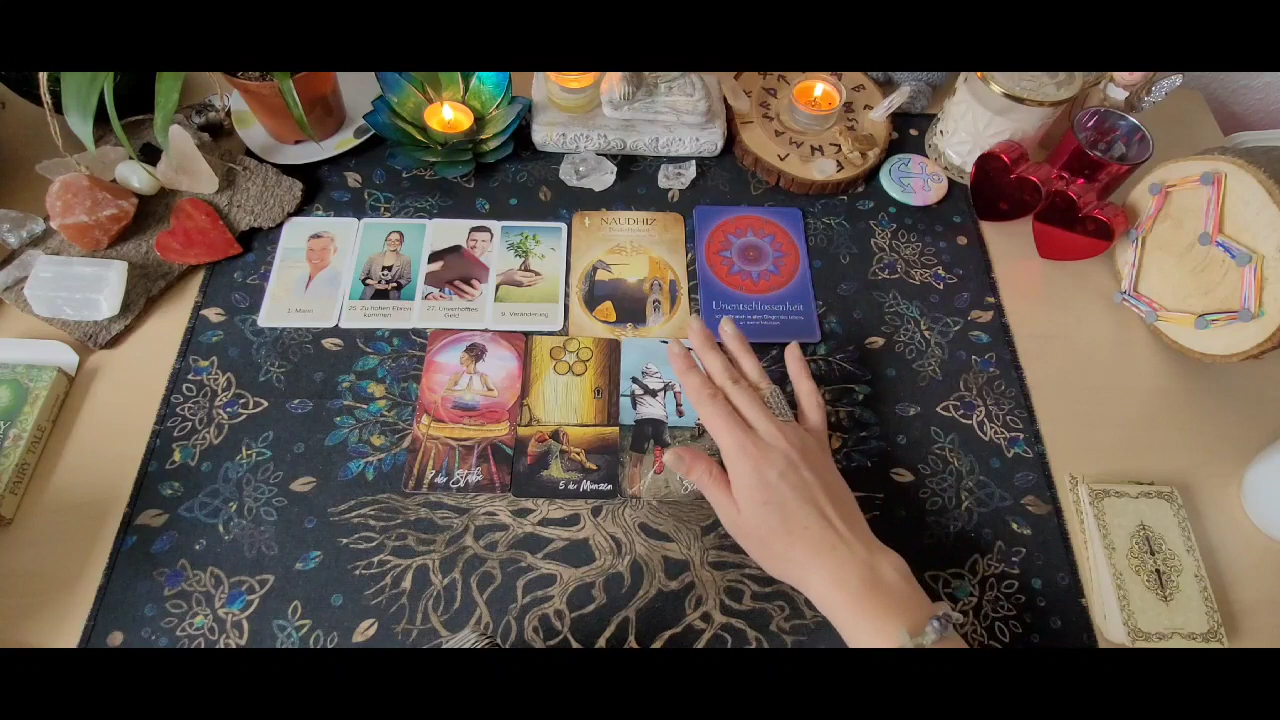 1. Mann
25. Zu hohen Ehren
kommen
27. Unverhofftes
Geld
9. Veränderung
NAUDHIZ
Unentschlossenheit
7 der Stäbe
5 der Münzen
FAIRY TALE